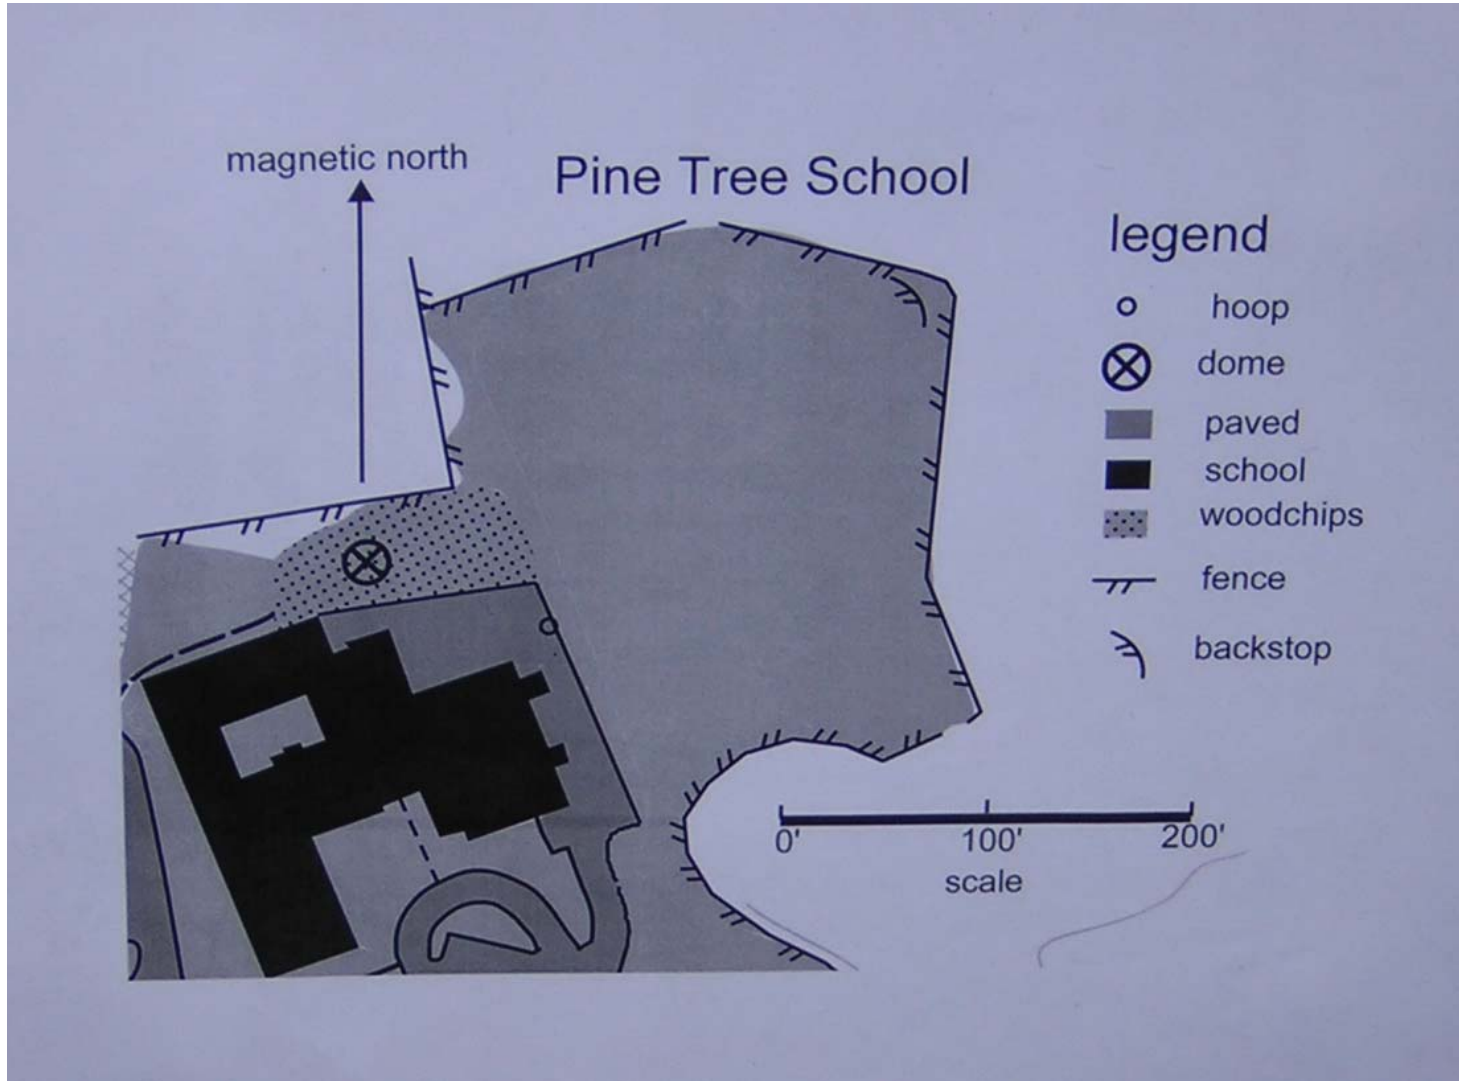 magnetic north
Pine Tree School
legend
hoop
dome
paved
school
woodchips
fence
backstop
0' 100' 200'
scale